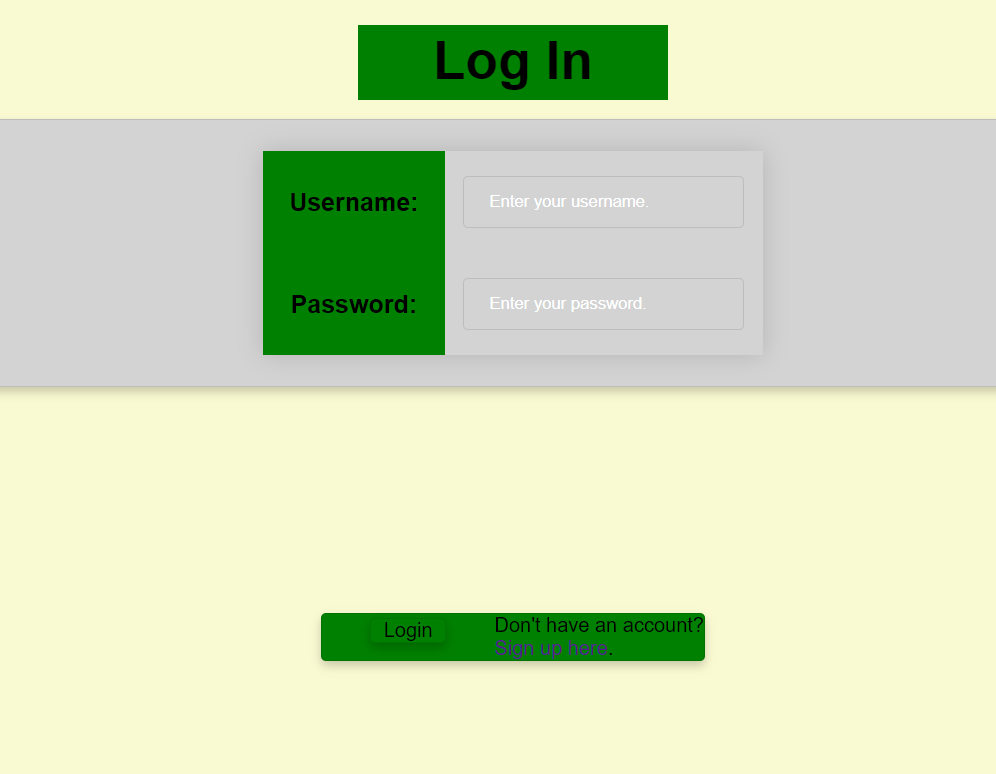 Log In
Username:
Enter your username.
Password:
Enter your password.
Login
Don't have an account?
Sign up here.